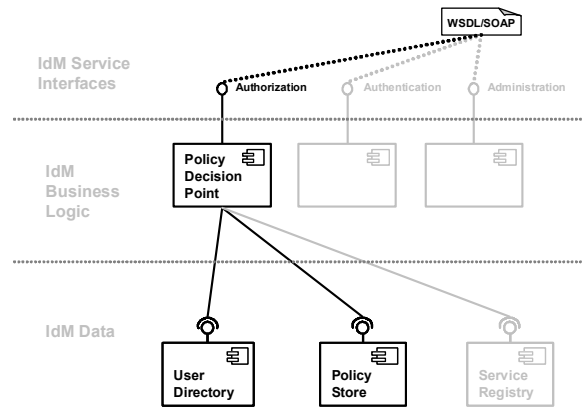 WSDL/SOAP
IdM Service
Interfaces
Authorization
Authentication
Administration
IdM
Business
Logic
Policy
Decision
Point
IdM Data
User
Directory
Policy
Store
Service
Registry